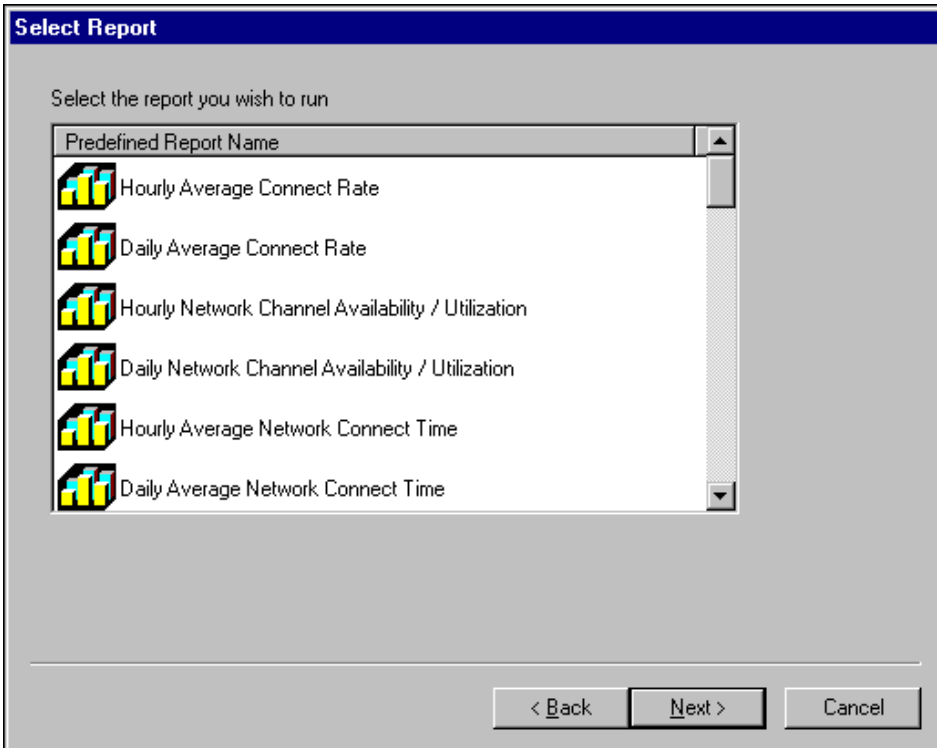 Select Report
Select the report you wish to run
Predefined Report Name
Hourly Average Connect Rate
Daily Average Connect Rate
Hourly Network Channel Availability / Utilization
Daily Network Channel Availability / Utilization
Hourly Average Network Connect Time
Daily Average Network Connect Time
< Back Next > Cancel